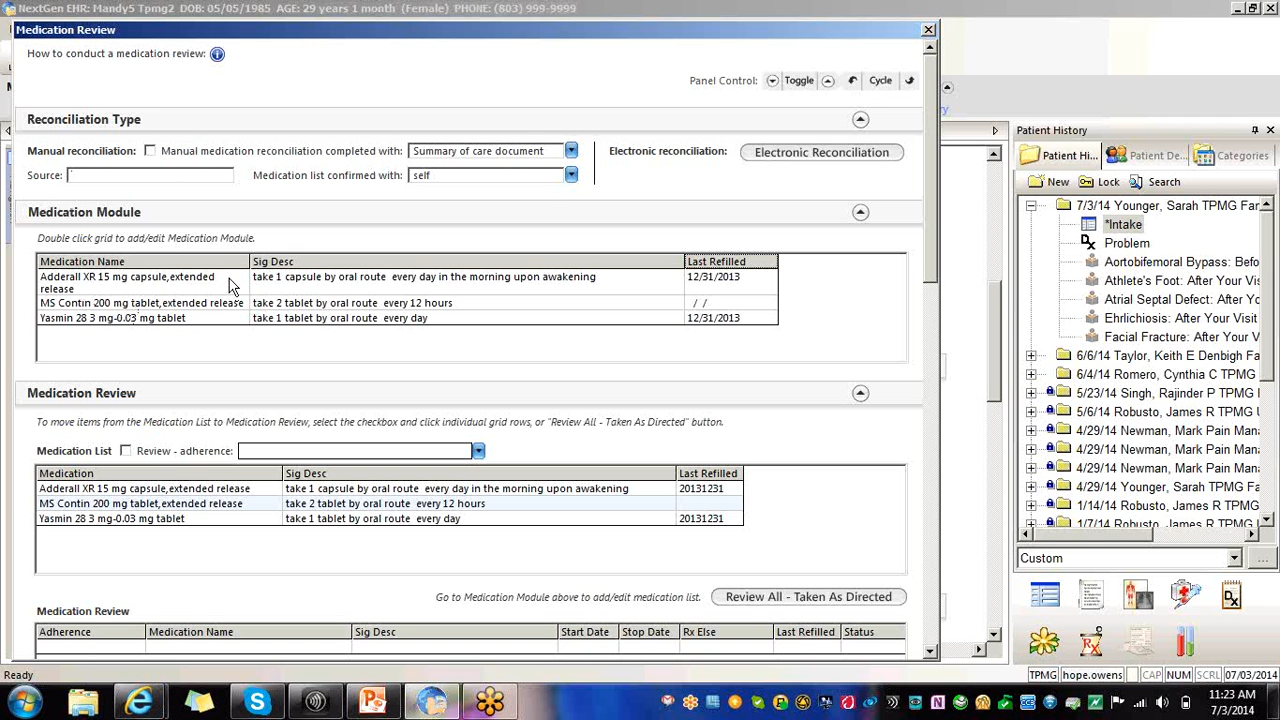 NextGen EHR: Mandy5 Tpmg2 DOB: 05/05/1985 AGE: 29 years 1 month (Female) PHONE: (803) 999-9999
Medication Review
How to conduct a medication review:
Panel Control: Toggle Cycle
Reconciliation Type
Manual reconciliation: Manual medication reconciliation completed with: Summary of care document
Electronic reconciliation: Electronic Reconciliation
Source: Medication list confirmed with: self
Medication Module
Double click grid to add/edit Medication Module.
Medication Name Sig Desc Last Refilled
Adderall XR 15 mg capsule,extended release take 1 capsule by oral route every day in the morning upon awakening 12/31/2013
MS Contin 200 mg tablet,extended release take 2 tablet by oral route every 12 hours / /
Yasmin 28 3 mg-0.03 mg tablet take 1 tablet by oral route every day 12/31/2013
Medication Review
To move items from the Medication List to Medication Review, select the checkbox and click individual grid rows, or "Review All - Taken As Directed" button.
Medication List Review - adherence:
Medication Sig Desc Last Refilled
Adderall XR 15 mg capsule,extended release take 1 capsule by oral route every day in the morning upon awakening 20131231
MS Contin 200 mg tablet,extended release take 2 tablet by oral route every 12 hours
Yasmin 28 3 mg-0.03 mg tablet take 1 tablet by oral route every day 20131231
Go to Medication Module above to add/edit medication list. Review All - Taken As Directed
Medication Review
Adherence Medication Name Sig Desc Start Date Stop Date Rx Else Last Refilled Status
Patient History
Patient Hi... Patient De... Categories
New Lock Search
7/3/14 Younger, Sarah TPMG Far
*Intake
Problem
Aortobifemoral Bypass: Befo
Athlete's Foot: After Your Vi
Atrial Septal Defect: After Y
Ehrlichiosis: After Your Visit
Facial Fracture: After Your V
6/6/14 Taylor, Keith E Denbigh Fa
6/4/14 Romero, Cynthia C TPMG
5/23/14 Singh, Rajinder P TPMG
5/6/14 Robusto, James R TPMG U
4/29/14 Newman, Mark Pain Mana
4/29/14 Newman, Mark Pain Mana
4/29/14 Younger, Sarah TPMG Far
1/14/14 Robusto, James R TPMG
1/7/14 Robusto, James R TPMG
Custom
Ready TPMG hope.owens CAP NUM SCRL 07/03/2014
11:23 AM
7/3/2014